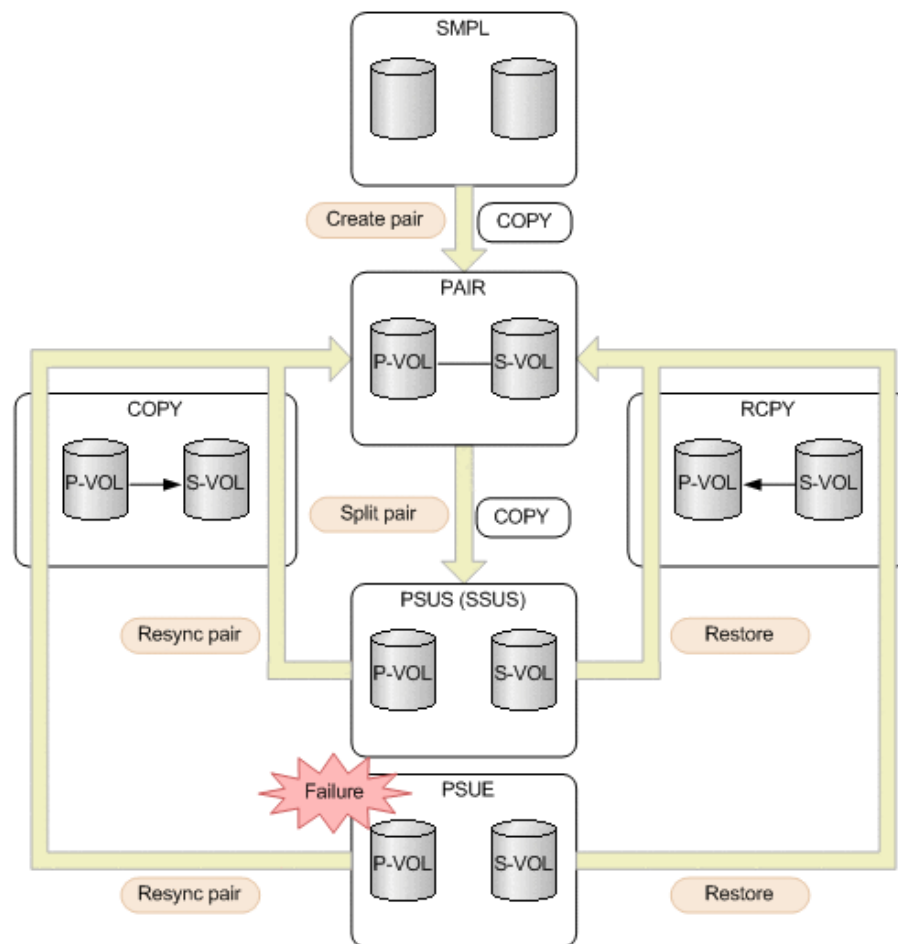 SMPL
Create pair
COPY
PAIR
P-VOL
S-VOL
COPY
P-VOL
S-VOL
RCPY
P-VOL
S-VOL
Split pair
COPY
PSUS (SSUS)
Resync pair
P-VOL
S-VOL
Restore
Failure
PSUE
P-VOL
S-VOL
Resync pair
Restore